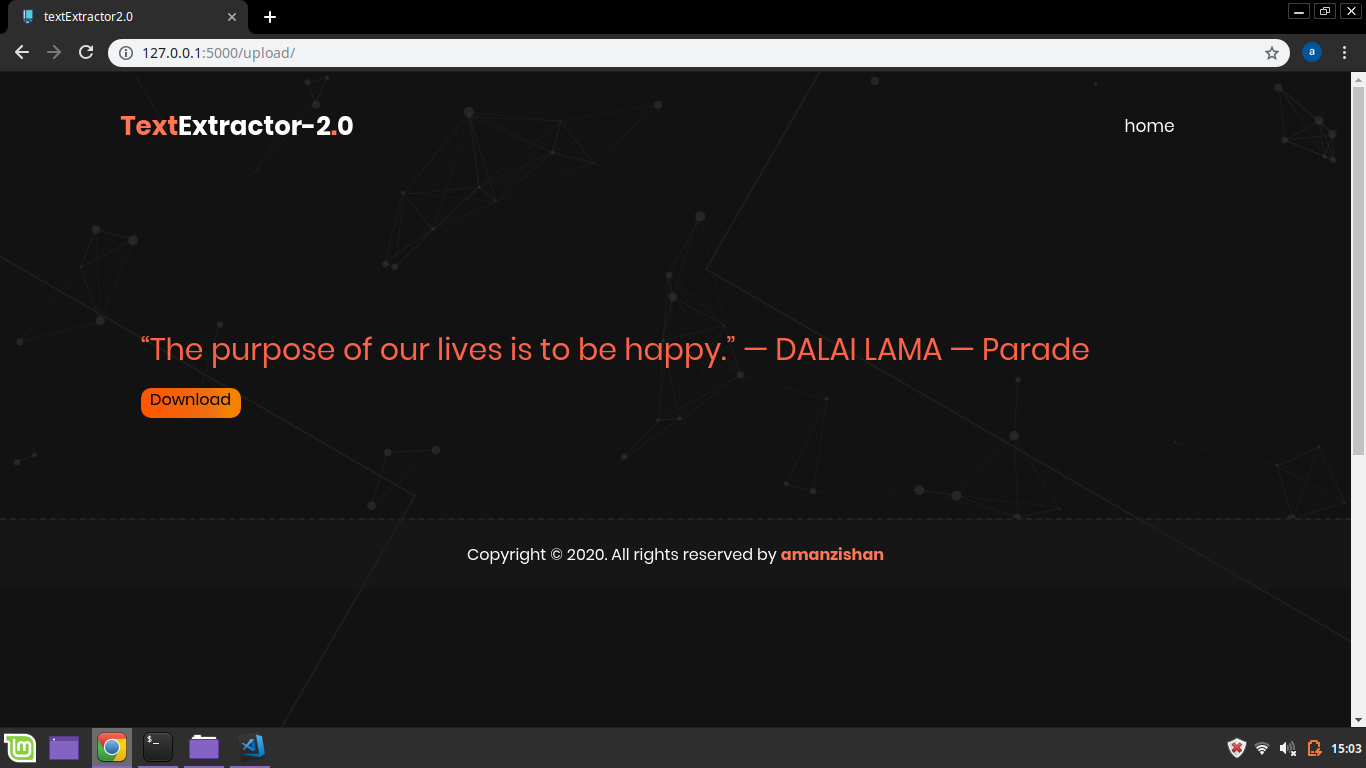 textExtractor2.0
127.0.0.1:5000/upload/
a
TextExtractor-2.0
home
“The purpose of our lives is to be happy.” — DALAI LAMA — Parade
Download
Copyright © 2020. All rights reserved by amanzishan
$_
15:03